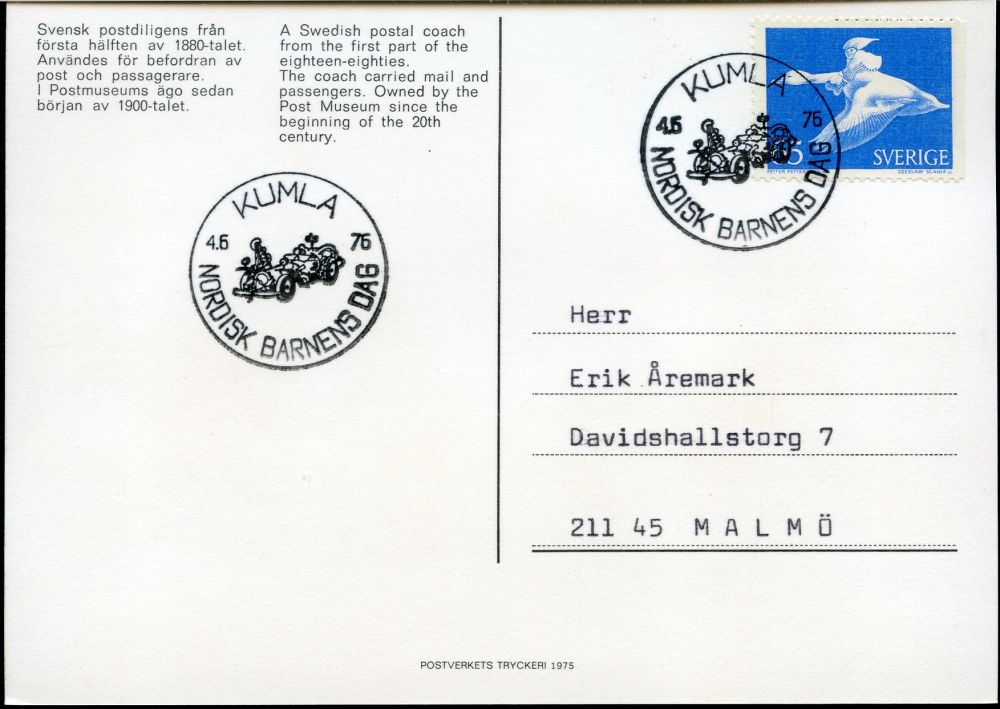 Svensk postdiligens från
första hälften av 1880-talet.
Användes för befordran av
post och passagerare.
I Postmuseums ägo sedan
början av 1900-talet.
A Swedish postal coach
from the first part of the
eighteen-eighties.
The coach carried mail and
passengers. Owned by the
Post Museum since the
beginning of the 20th
century.
KUMLA
4.6 76
NORDISK BARNENS DAG
KUMLA
4.6 76
NORDISK BARNENS DAG
SVERIGE
CZESLAW SLANIA
Herr
Erik Åremark
Davidshallstorg 7
211 45 MALMÖ
POSTVERKETS TRYCKERI 1975